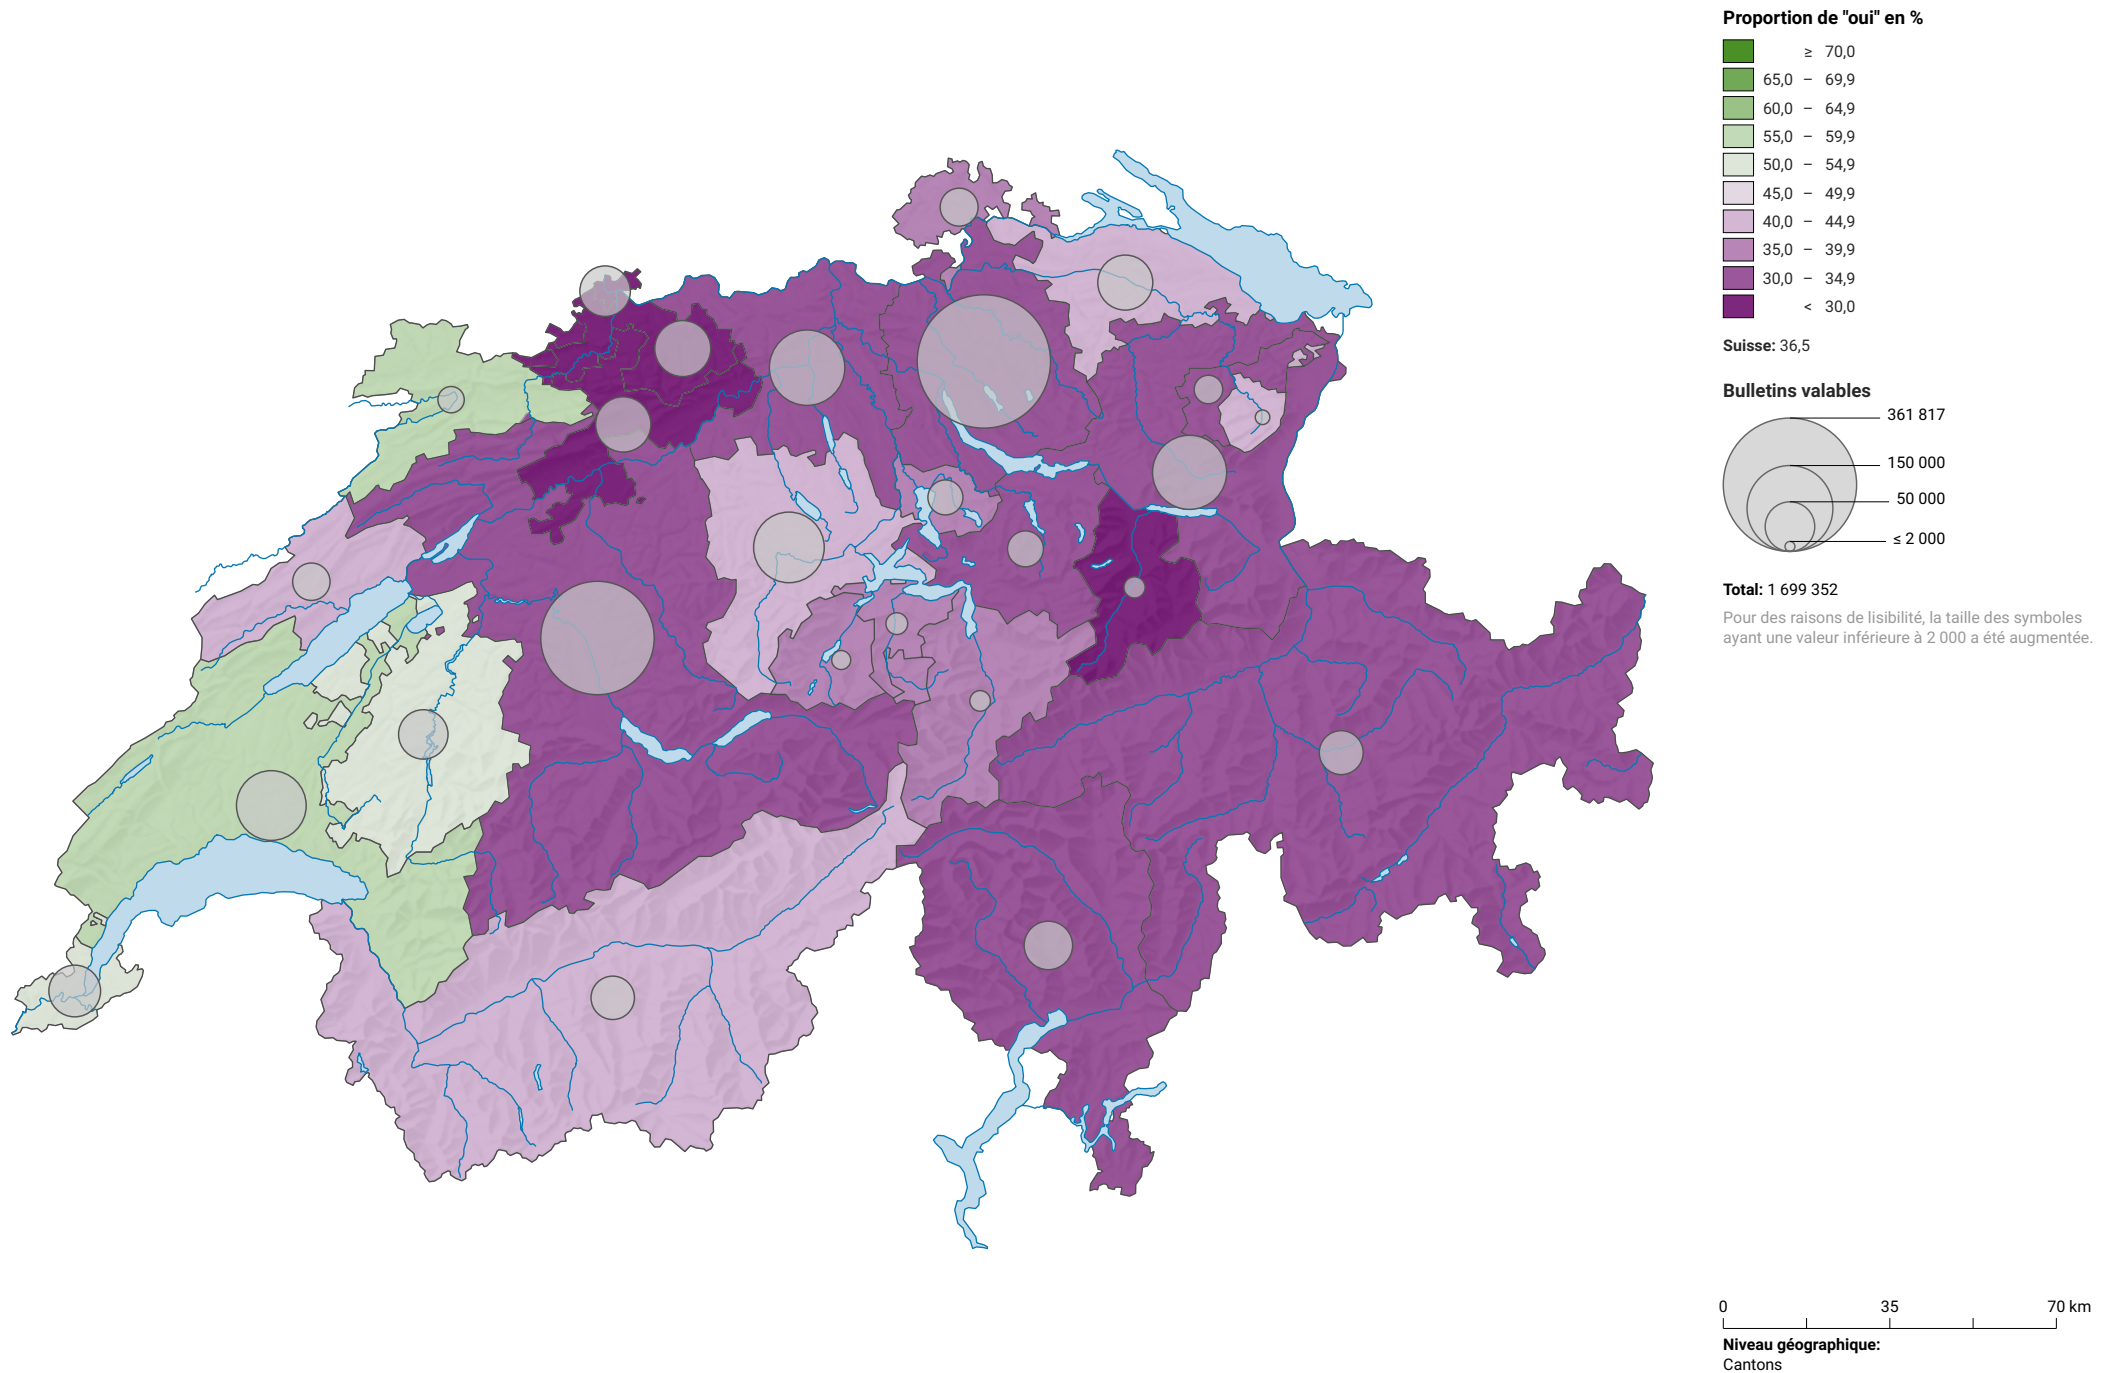 Proportion de "oui" en %
≥ 70,0
65,0 – 69,9
60,0 – 64,9
55,0 – 59,9
50,0 – 54,9
45,0 – 49,9
40,0 – 44,9
35,0 – 39,9
30,0 – 34,9
< 30,0
Suisse: 36,5
Bulletins valables
361 817
150 000
50 000
≤ 2 000
Total: 1 699 352
Pour des raisons de lisibilité, la taille des symboles
ayant une valeur inférieure à 2 000 a été augmentée.
0 35 70 km
Niveau géographique:
Cantons